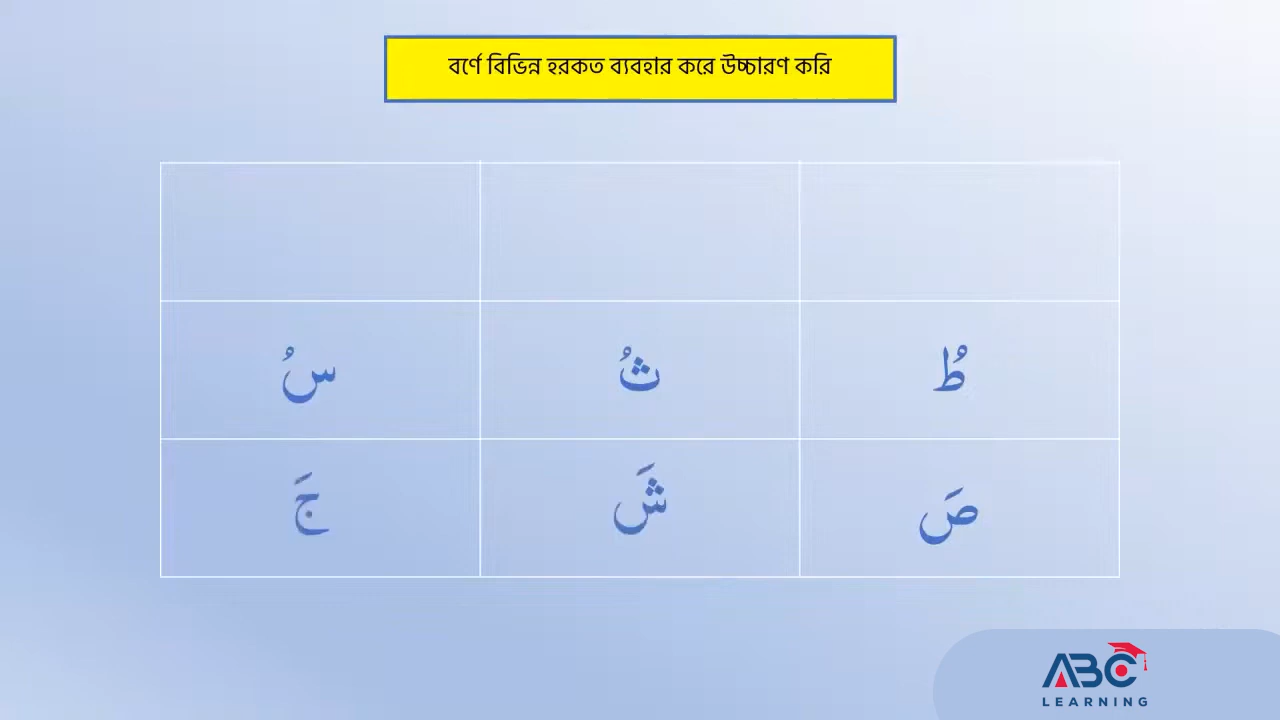 বর্ণে বিভিন্ন হরকত ব্যবহার করে উচ্চারণ করি
طُ ثُ سُ
صَ شَ جَ
ABC
LEARNING